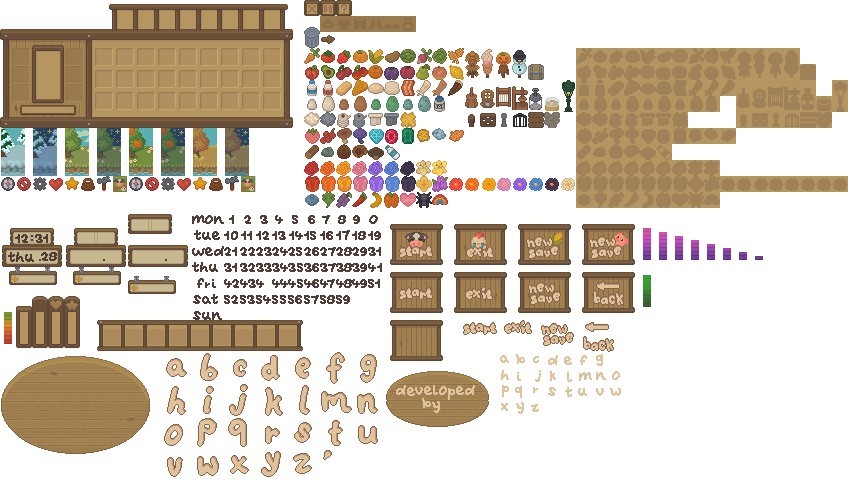 mon 1 2 3 4 5 6 7 8 9 0
tue 10 11 12 13 14 15 16 17 18 19
wed 21 22 23 24 25 26 27 28 29 31
thu 31 32 33 34 35 36 37 38 39 41
fri 42 43 4 44 45 46 47 48 49 51
sat 52 53 54 55 56 57 58 59
sun
12:31
thu .28
start
exit
new save
new save
start
exit
new save
back
start exit new save back
a b c d e f g
h i j k l m n
o p q r s t u
v w x y z '
developed
by
a b c d e f g
h i j k l m n o
p q r s t u v w
x y z